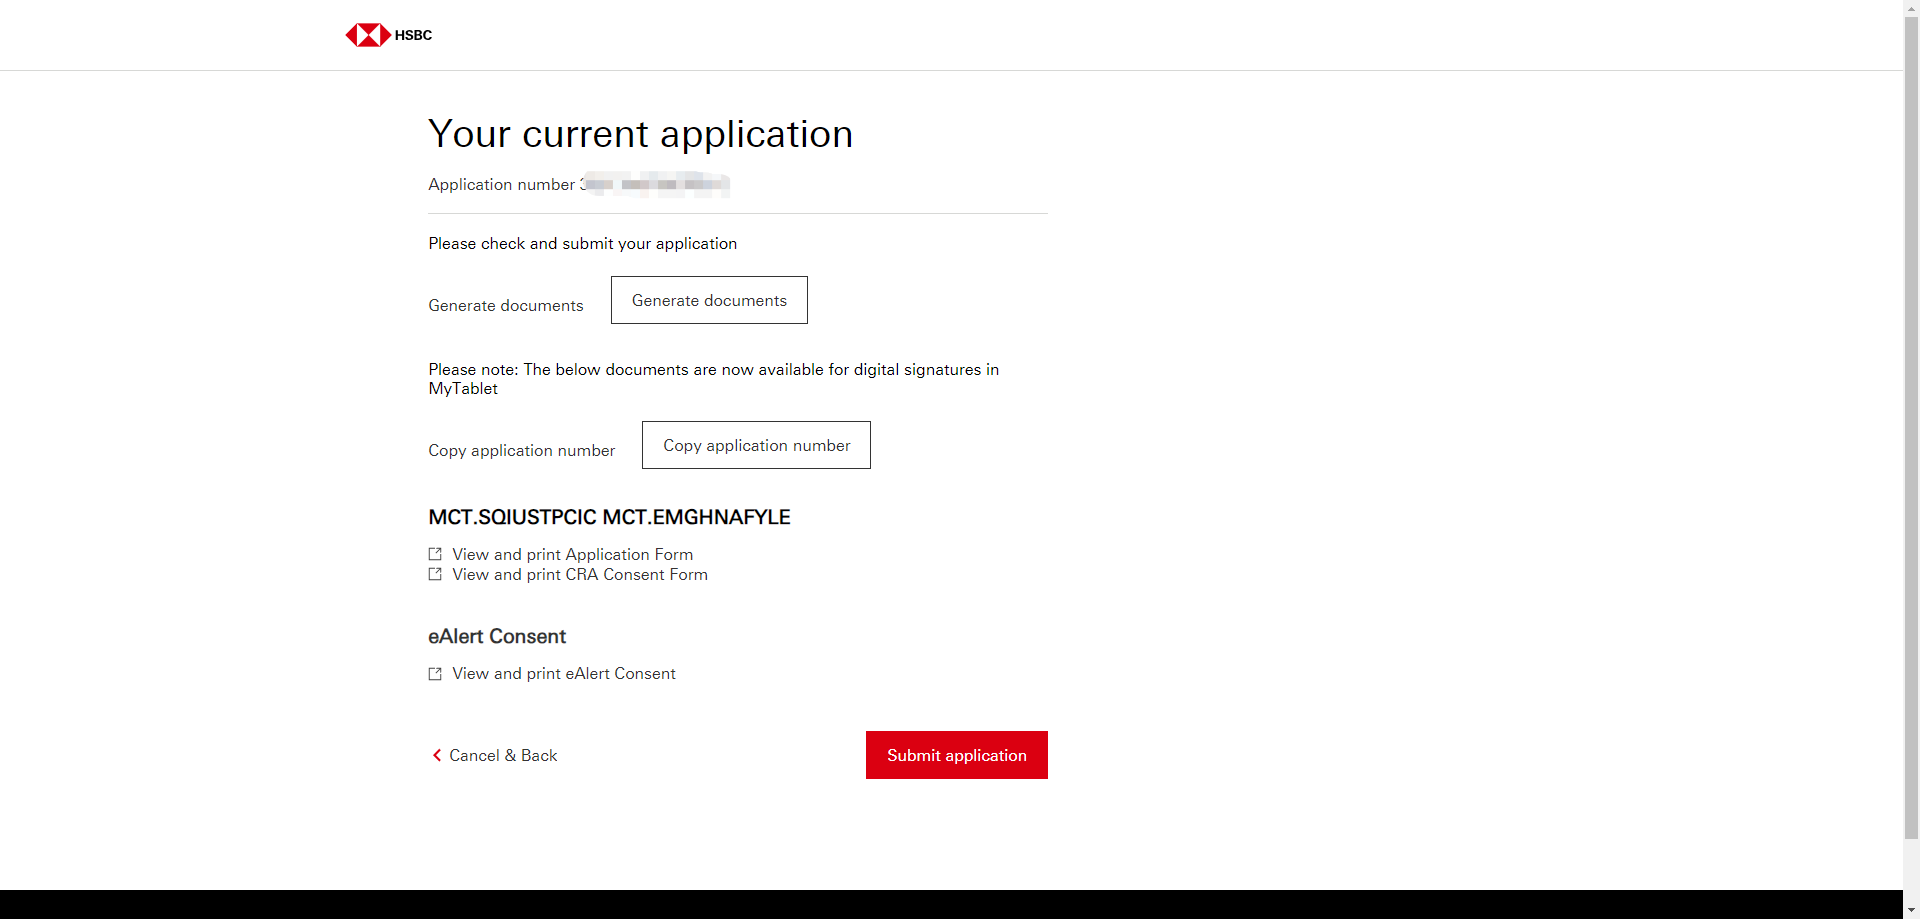 HSBC
Your current application
Application number
Please check and submit your application
Generate documents
Generate documents
Please note: The below documents are now available for digital signatures in
MyTablet
Copy application number
Copy application number
MCT.SQIUSTPCIC MCT.EMGHNAFYLE
View and print Application Form
View and print CRA Consent Form
eAlert Consent
View and print eAlert Consent
Cancel & Back
Submit application